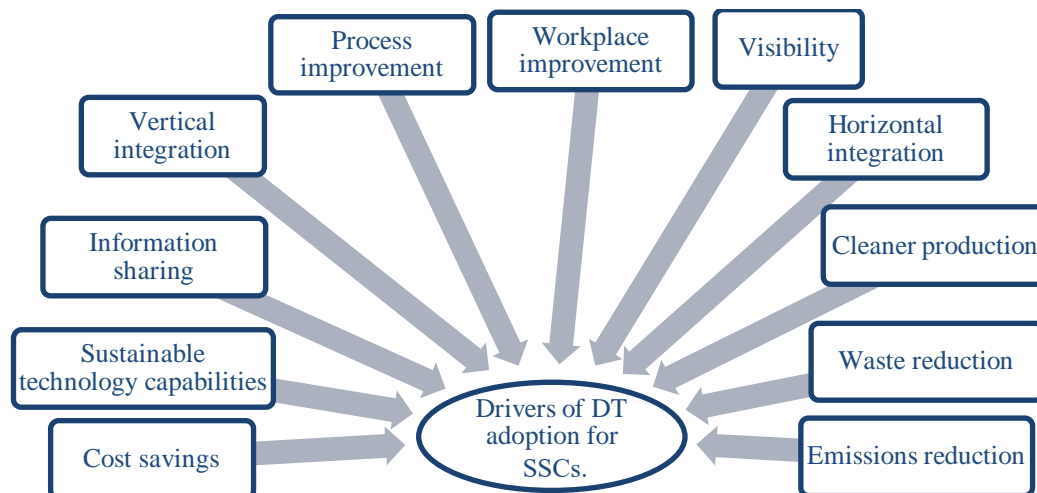 Process
improvement
Workplace
improvement
Visibility
Vertical
integration
Horizontal
integration
Information
sharing
Cleaner production
Sustainable
technology capabilities
Waste reduction
Cost savings
Drivers of DT
adoption for
SSCs.
Emissions reduction